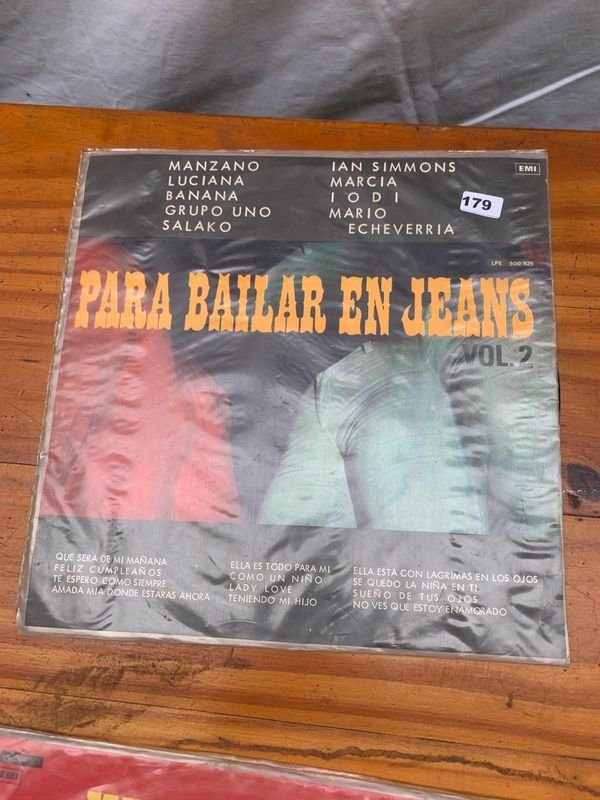 MANZANO
LUCIANA
BANANA
GRUPO UNO
SALAKO
IAN SIMMONS
MARCIA
IODI
MARIO
ECHEVERRIA
EMI
179
LPE 500.525
PARA BAILAR EN JEANS
VOL.2
QUE SERA DE MI MAÑANA
FELIZ CUMPLEAÑOS
TE ESPERO COMO SIEMPRE
AMADA MIA DONDE ESTARAS AHORA
ELLA ES TODO PARA MI
COMO UN NIÑO
LADY LOVE
TENIENDO MI HIJO
ELLA ESTA CON LAGRIMAS EN LOS OJOS
SE QUEDO LA NIÑA EN TI
SUEÑO DE TUS OJOS
NO VES QUE ESTOY ENAMORADO
EMI